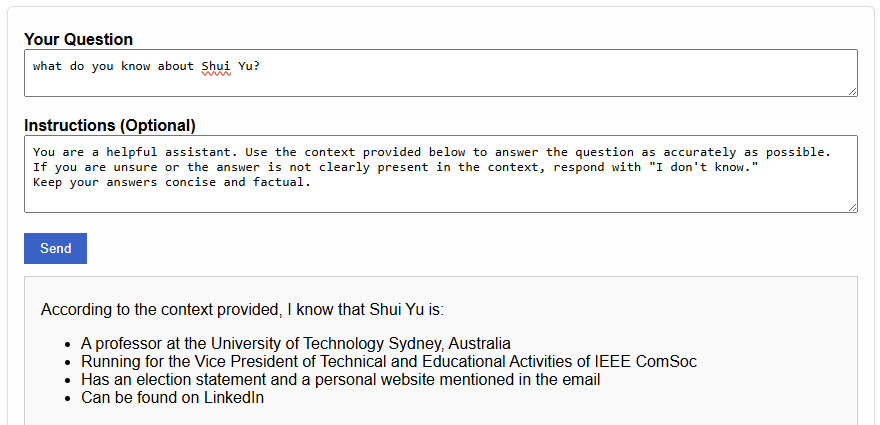 Your Question
what do you know about Shui Yu?
Instructions (Optional)
You are a helpful assistant. Use the context provided below to answer the question as accurately as possible.
If you are unsure or the answer is not clearly present in the context, respond with "I don't know."
Keep your answers concise and factual.
Send
According to the context provided, I know that Shui Yu is:
• A professor at the University of Technology Sydney, Australia
• Running for the Vice President of Technical and Educational Activities of IEEE ComSoc
• Has an election statement and a personal website mentioned in the email
• Can be found on LinkedIn